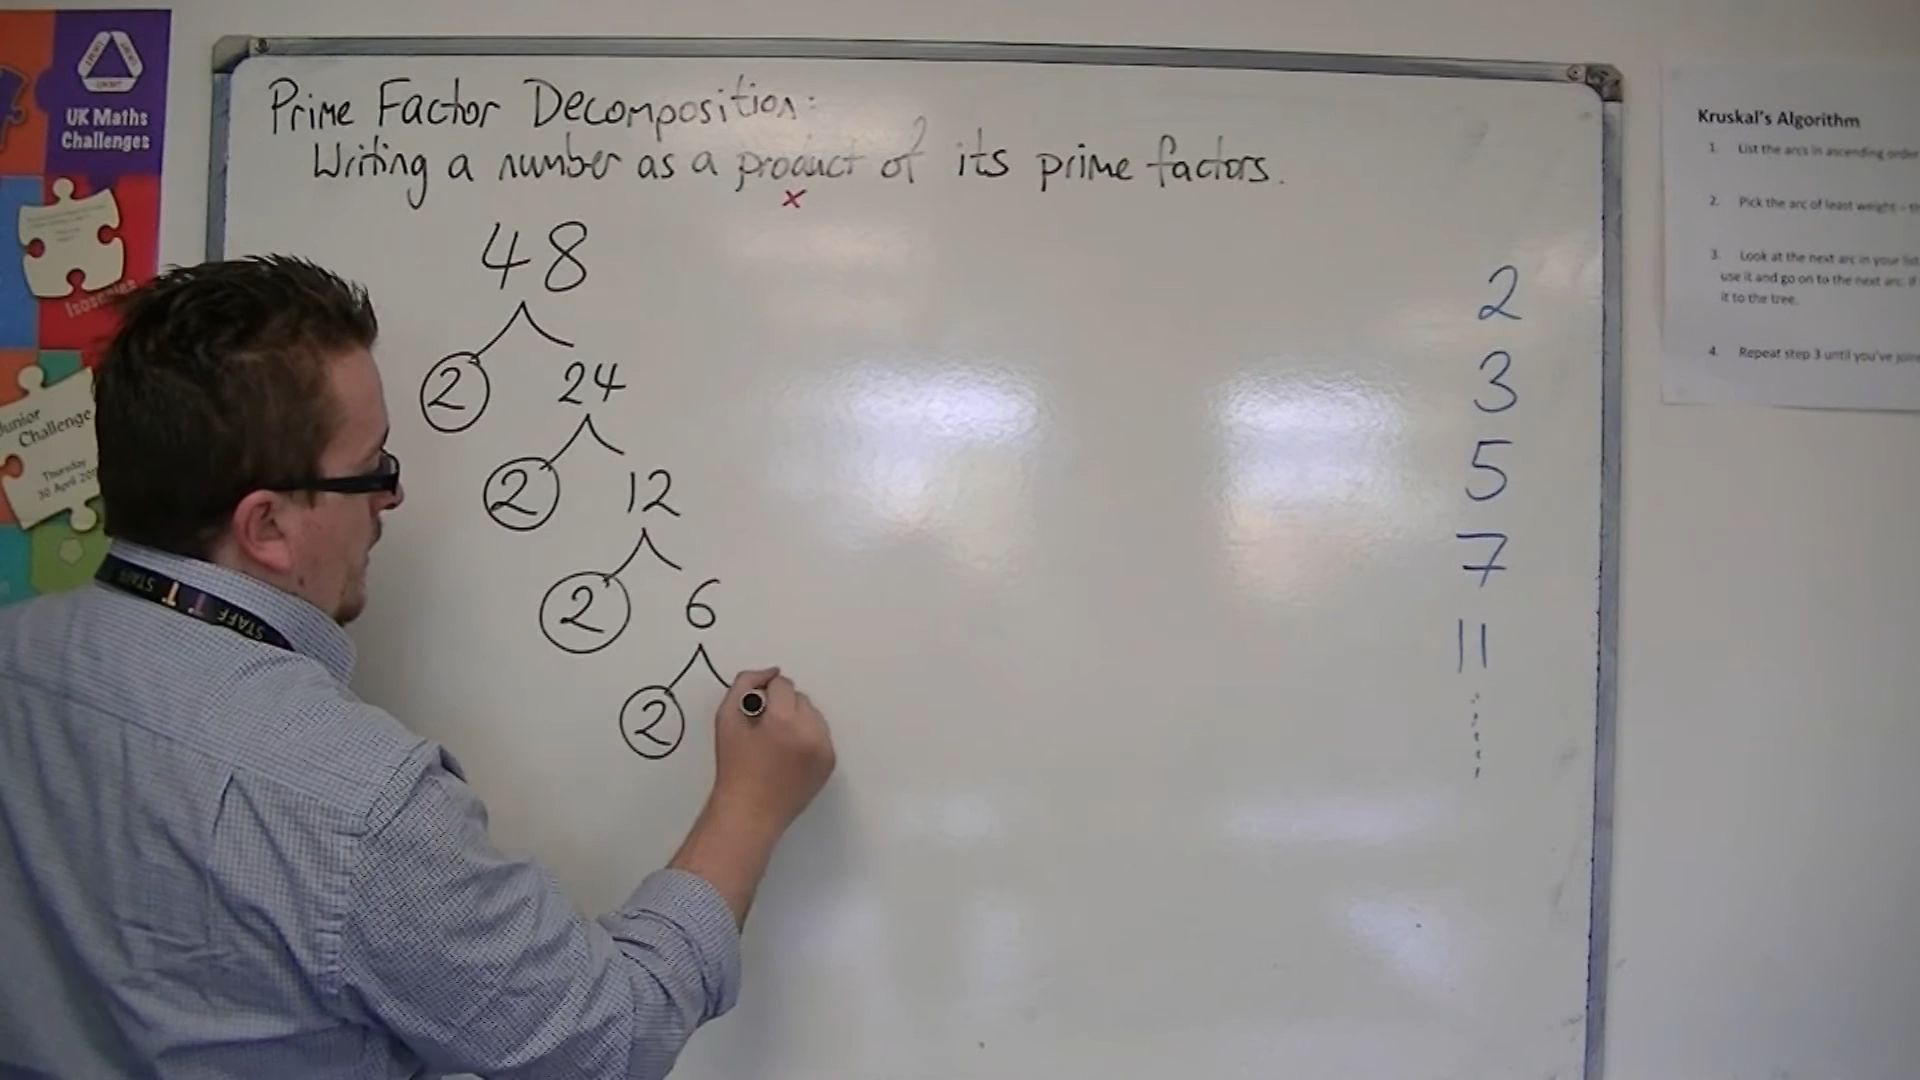 UK Maths
Challenges
Isosceles
Junior
Challenge
Thursday
30 April
STAFF
STAFF
Prime Factor Decomposition:
Writing a number as a product of its prime factors.
x
48
2 24
2 12
2 6
2
2
3
5
7
11
Kruskal's Algorithm
1. List the arcs in ascending order
2. Pick the arc of least weight –
3. Look at the next arc in your list
use it and go on to the next arc. If
it to the tree.
4. Repeat step 3 until you've